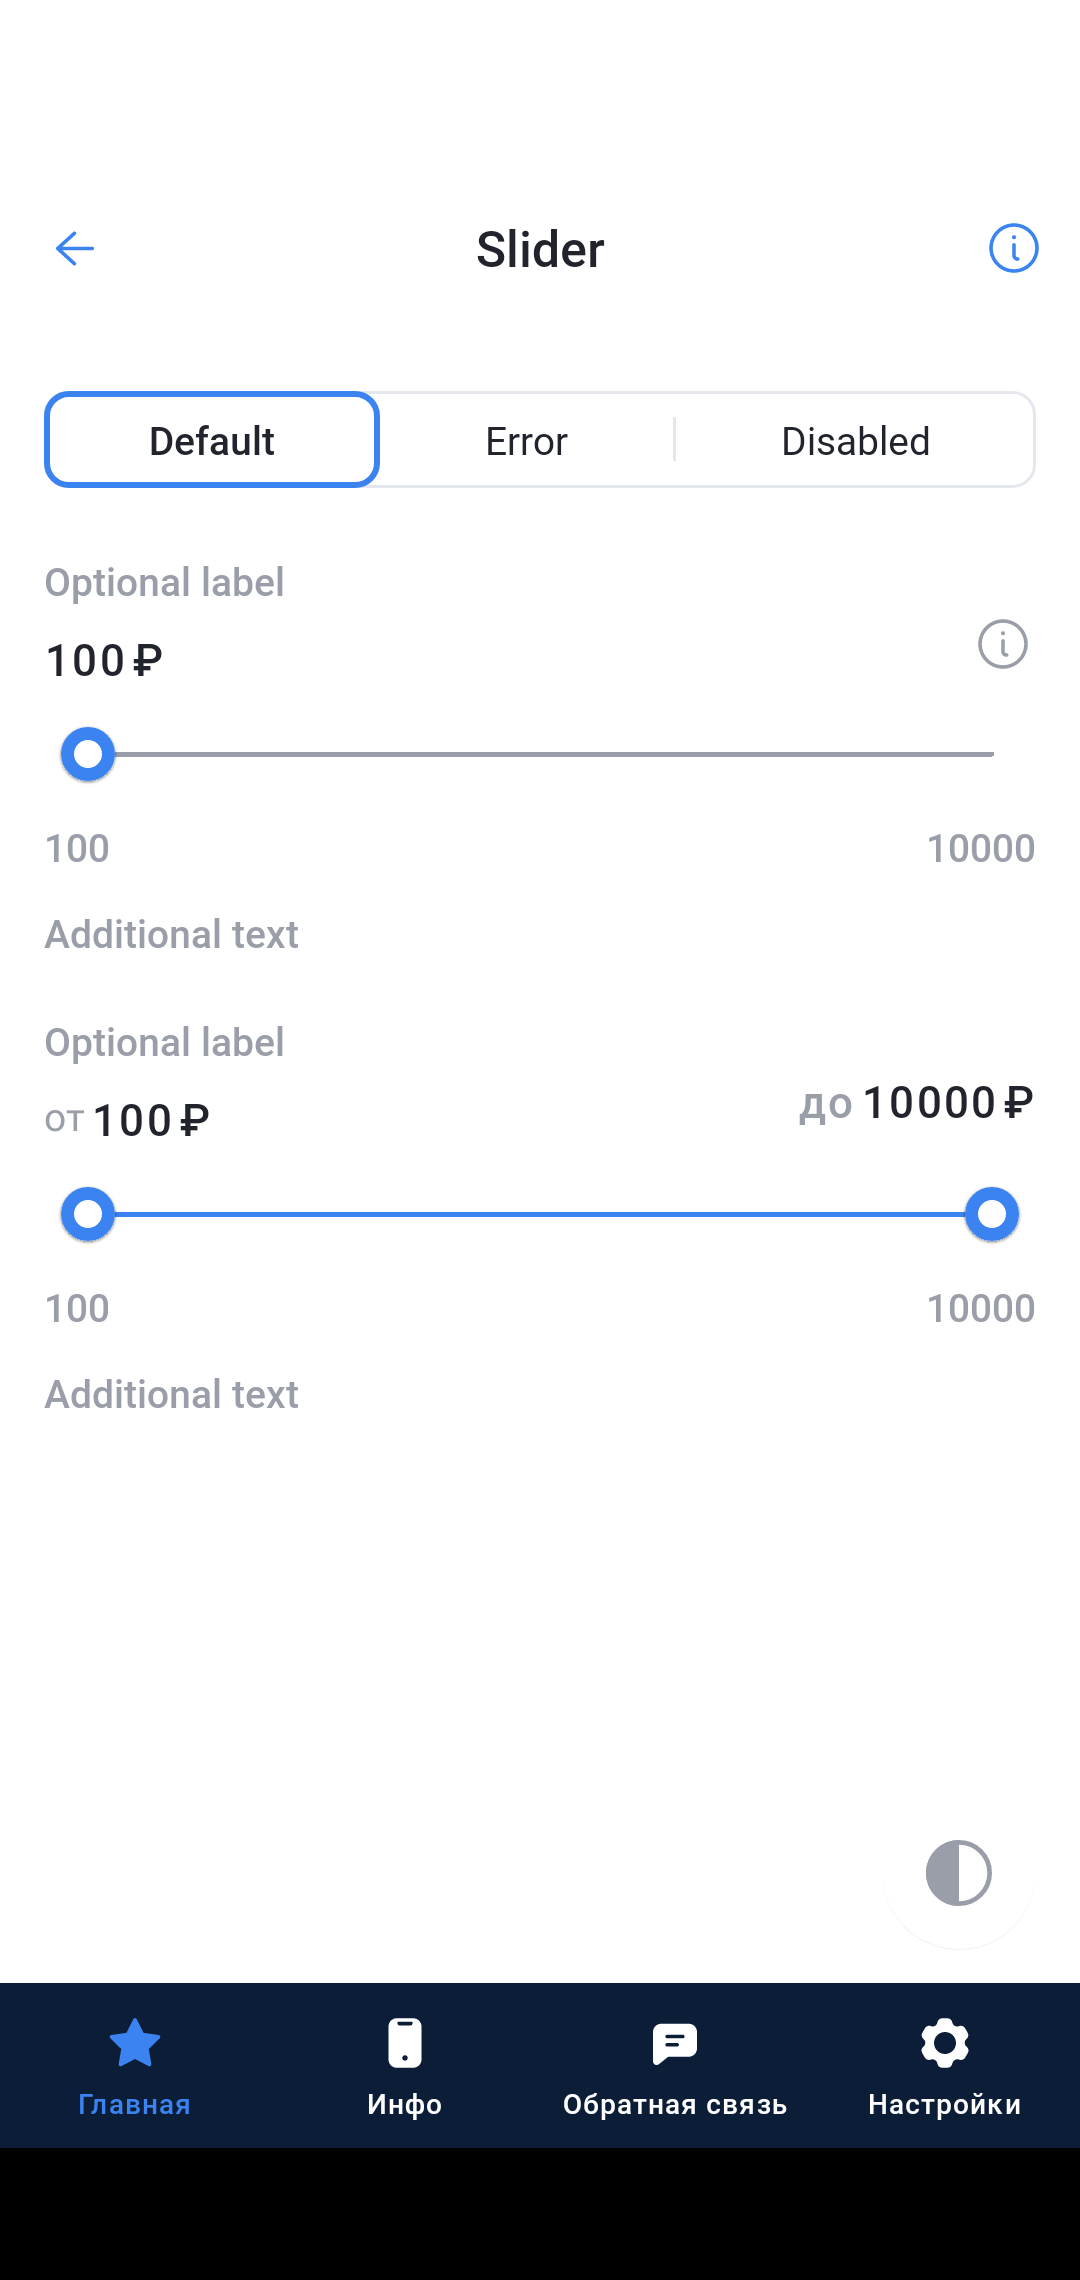 Slider
Default Error Disabled
Optional label
100 ₽
100 10000
Additional text
Optional label
от 100 ₽ до 10000 ₽
100 10000
Additional text
Главная Инфо Обратная связь Настройки